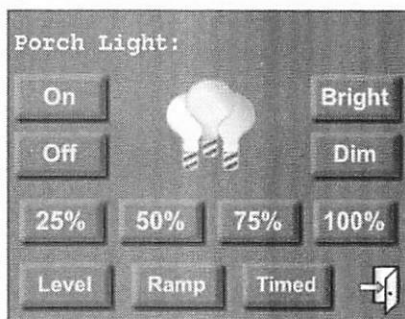 Porch Light:
On
Bright
Off
Dim
25% 50% 75% 100%
Level Ramp Timed